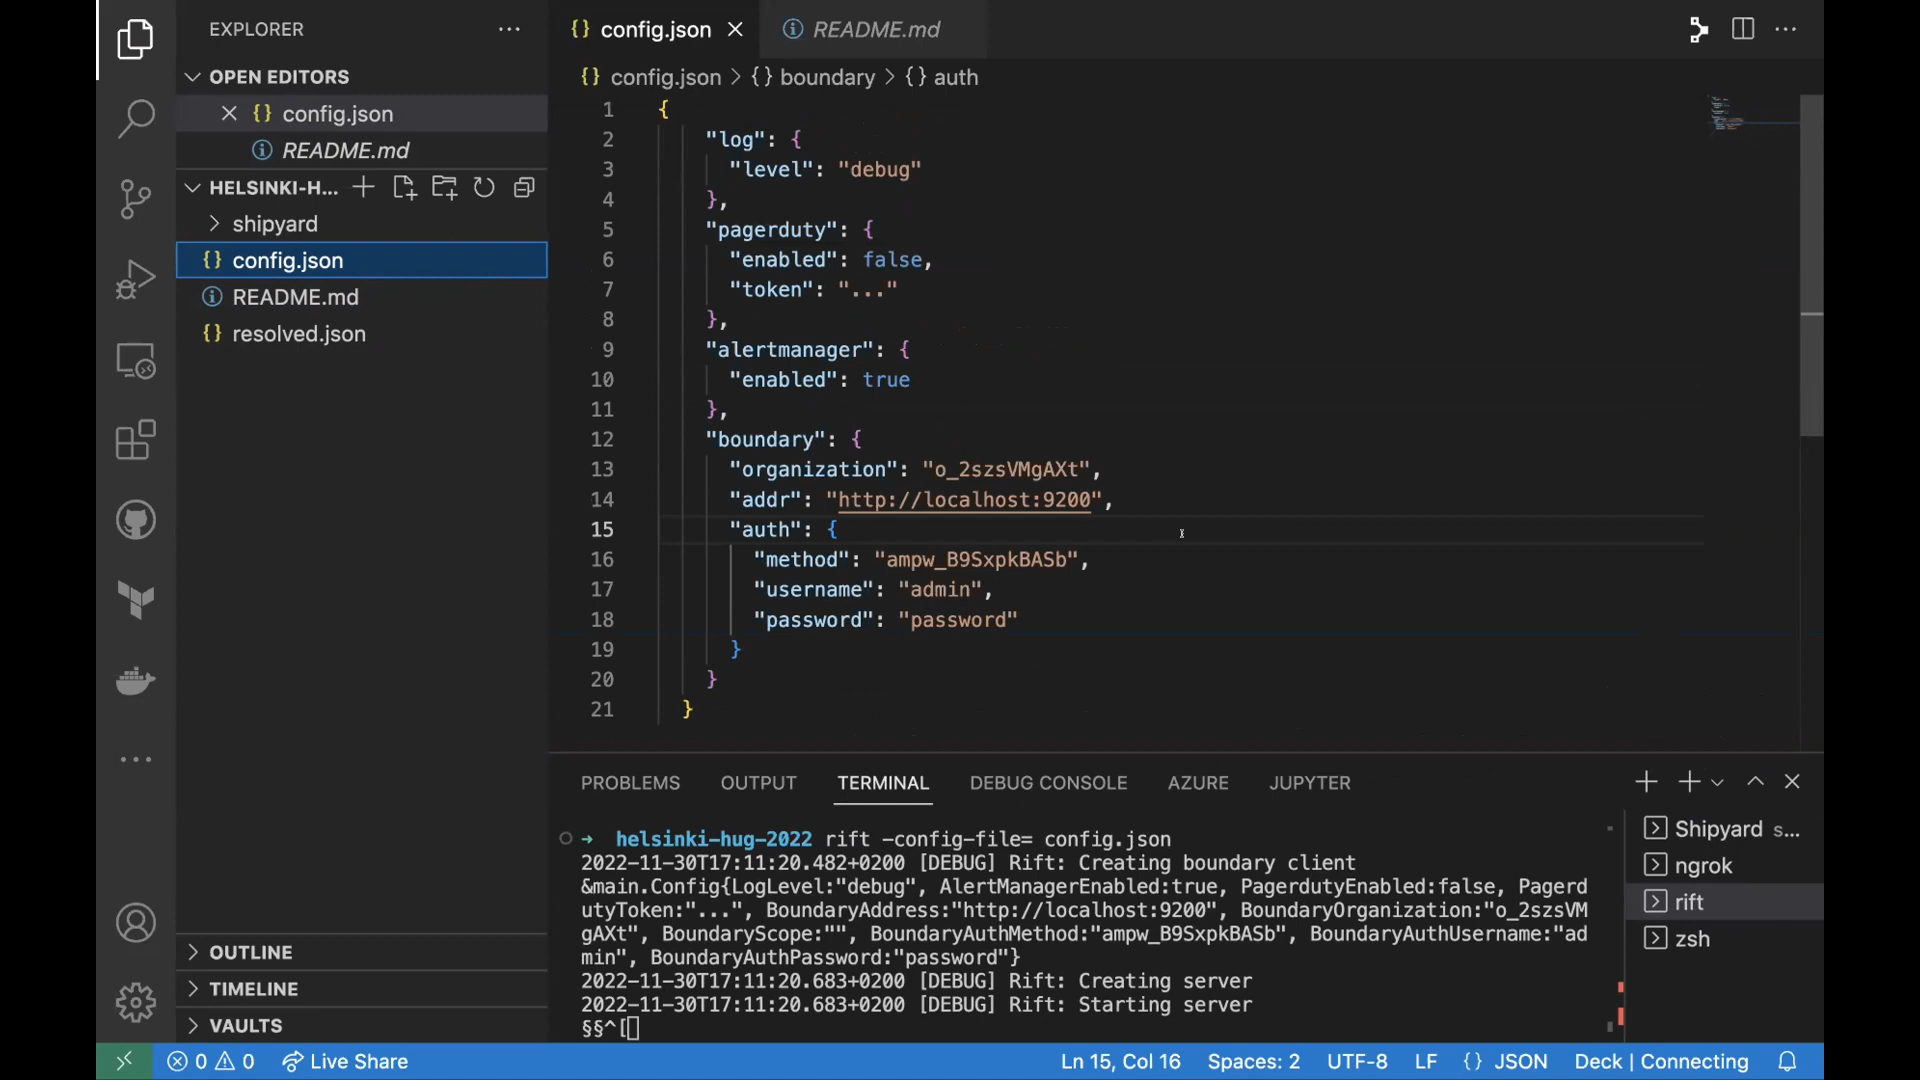 EXPLORER
OPEN EDITORS
config.json
README.md
HELSINKI-H...
shipyard
config.json
README.md
resolved.json
OUTLINE
TIMELINE
VAULTS
{} config.json
README.md
{} config.json > {} boundary > {} auth
1 {
2 "log": {
3 "level": "debug"
4 },
5 "pagerduty": {
6 "enabled": false,
7 "token": "..."
8 },
9 "alertmanager": {
10 "enabled": true
11 },
12 "boundary": {
13 "organization": "o_2szsVMgAXt",
14 "addr": "http://localhost:9200",
15 "auth": {
16 "method": "ampw_B9SxpkBASb",
17 "username": "admin",
18 "password": "password"
19 }
20 }
21 }
PROBLEMS OUTPUT TERMINAL DEBUG CONSOLE AZURE JUPYTER
→ helsinki-hug-2022 rift -config-file= config.json
2022-11-30T17:11:20.482+0200 [DEBUG] Rift: Creating boundary client
&main.Config{LogLevel:"debug", AlertManagerEnabled:true, PagerdutyEnabled:false, Pagerd
utyToken:"...", BoundaryAddress:"http://localhost:9200", BoundaryOrganization:"o_2szsVM
gAXt", BoundaryScope:"", BoundaryAuthMethod:"ampw_B9SxpkBASb", BoundaryAuthUsername:"ad
min", BoundaryAuthPassword:"password"}
2022-11-30T17:11:20.683+0200 [DEBUG] Rift: Creating server
2022-11-30T17:11:20.683+0200 [DEBUG] Rift: Starting server
§§^[
Shipyard s...
ngrok
rift
zsh
0 0 Live Share Ln 15, Col 16 Spaces: 2 UTF-8 LF {} JSON Deck | Connecting